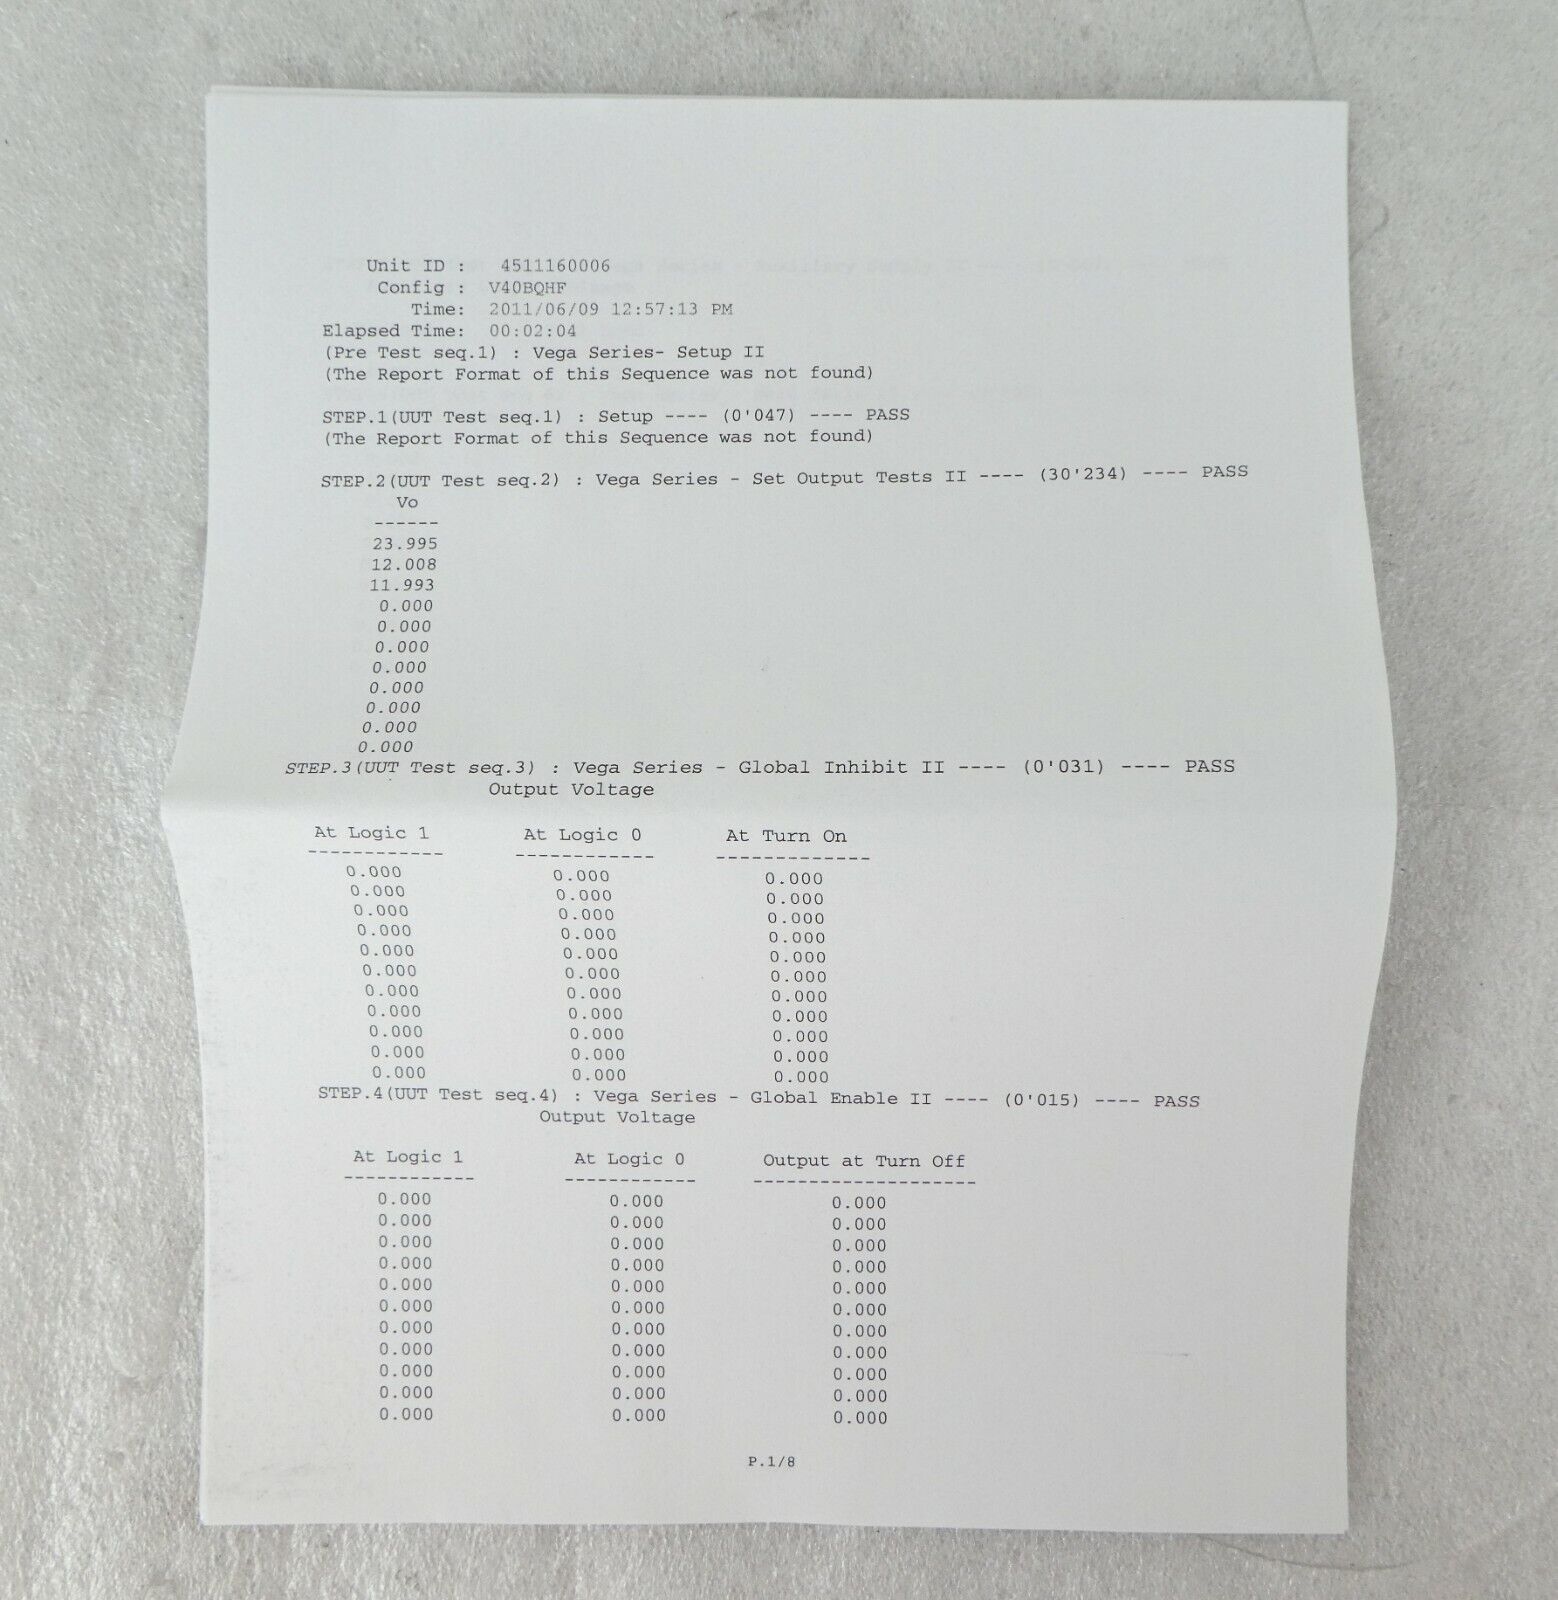 Unit ID : 4511160006
Config : V40BQHF
Time: 2011/06/09 12:57:13 PM
Elapsed Time: 00:02:04
(Pre Test seq.1) : Vega Series- Setup II
(The Report Format of this Sequence was not found)
STEP.1(UUT Test seq.1) : Setup ---- (0'047) ---- PASS
(The Report Format of this Sequence was not found)
STEP.2(UUT Test seq.2) : Vega Series - Set Output Tests II ---- (30'234) ---- PASS
Vo
------
23.995
12.008
11.993
0.000
0.000
0.000
0.000
0.000
0.000
0.000
0.000
STEP.3(UUT Test seq.3) : Vega Series - Global Inhibit II ---- (0'031) ---- PASS
Output Voltage
At Logic 1 At Logic 0 At Turn On
------------ ------------ -------------
0.000 0.000 0.000
0.000 0.000 0.000
0.000 0.000 0.000
0.000 0.000 0.000
0.000 0.000 0.000
0.000 0.000 0.000
0.000 0.000 0.000
0.000 0.000 0.000
0.000 0.000 0.000
0.000 0.000 0.000
0.000 0.000 0.000
STEP.4(UUT Test seq.4) : Vega Series - Global Enable II ---- (0'015) ---- PASS
Output Voltage
At Logic 1 At Logic 0 Output at Turn Off
------------ ------------ --------------------
0.000 0.000 0.000
0.000 0.000 0.000
0.000 0.000 0.000
0.000 0.000 0.000
0.000 0.000 0.000
0.000 0.000 0.000
0.000 0.000 0.000
0.000 0.000 0.000
0.000 0.000 0.000
0.000 0.000 0.000
0.000 0.000 0.000
P.1/8